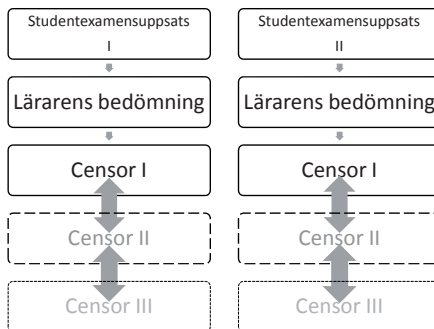 Studentexamensuppsats
I
Lärarens bedömning
Censor I
Censor II
Censor III
Studentexamensuppsats
II
Lärarens bedömning
Censor I
Censor II
Censor III